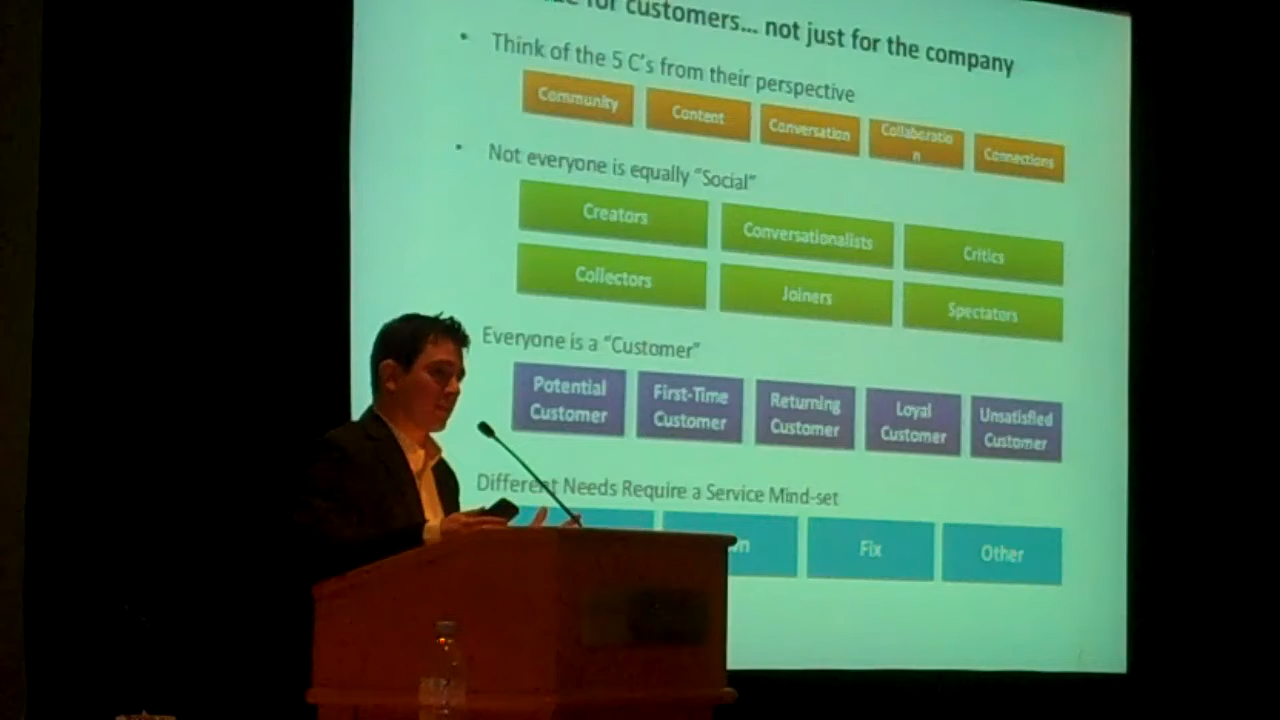 for customers... not just for the company
• Think of the 5 C's from their perspective
Community
Content
Conversation
Collaboratio
n
Connections
• Not everyone is equally "Social"
Creators
Conversationalists
Critics
Collectors
Joiners
Spectators
Everyone is a "Customer"
Potential
Customer
First-Time
Customer
Returning
Customer
Loyal
Customer
Unsatisfied
Customer
Different Needs Require a Service Mind-set
Fix
Other